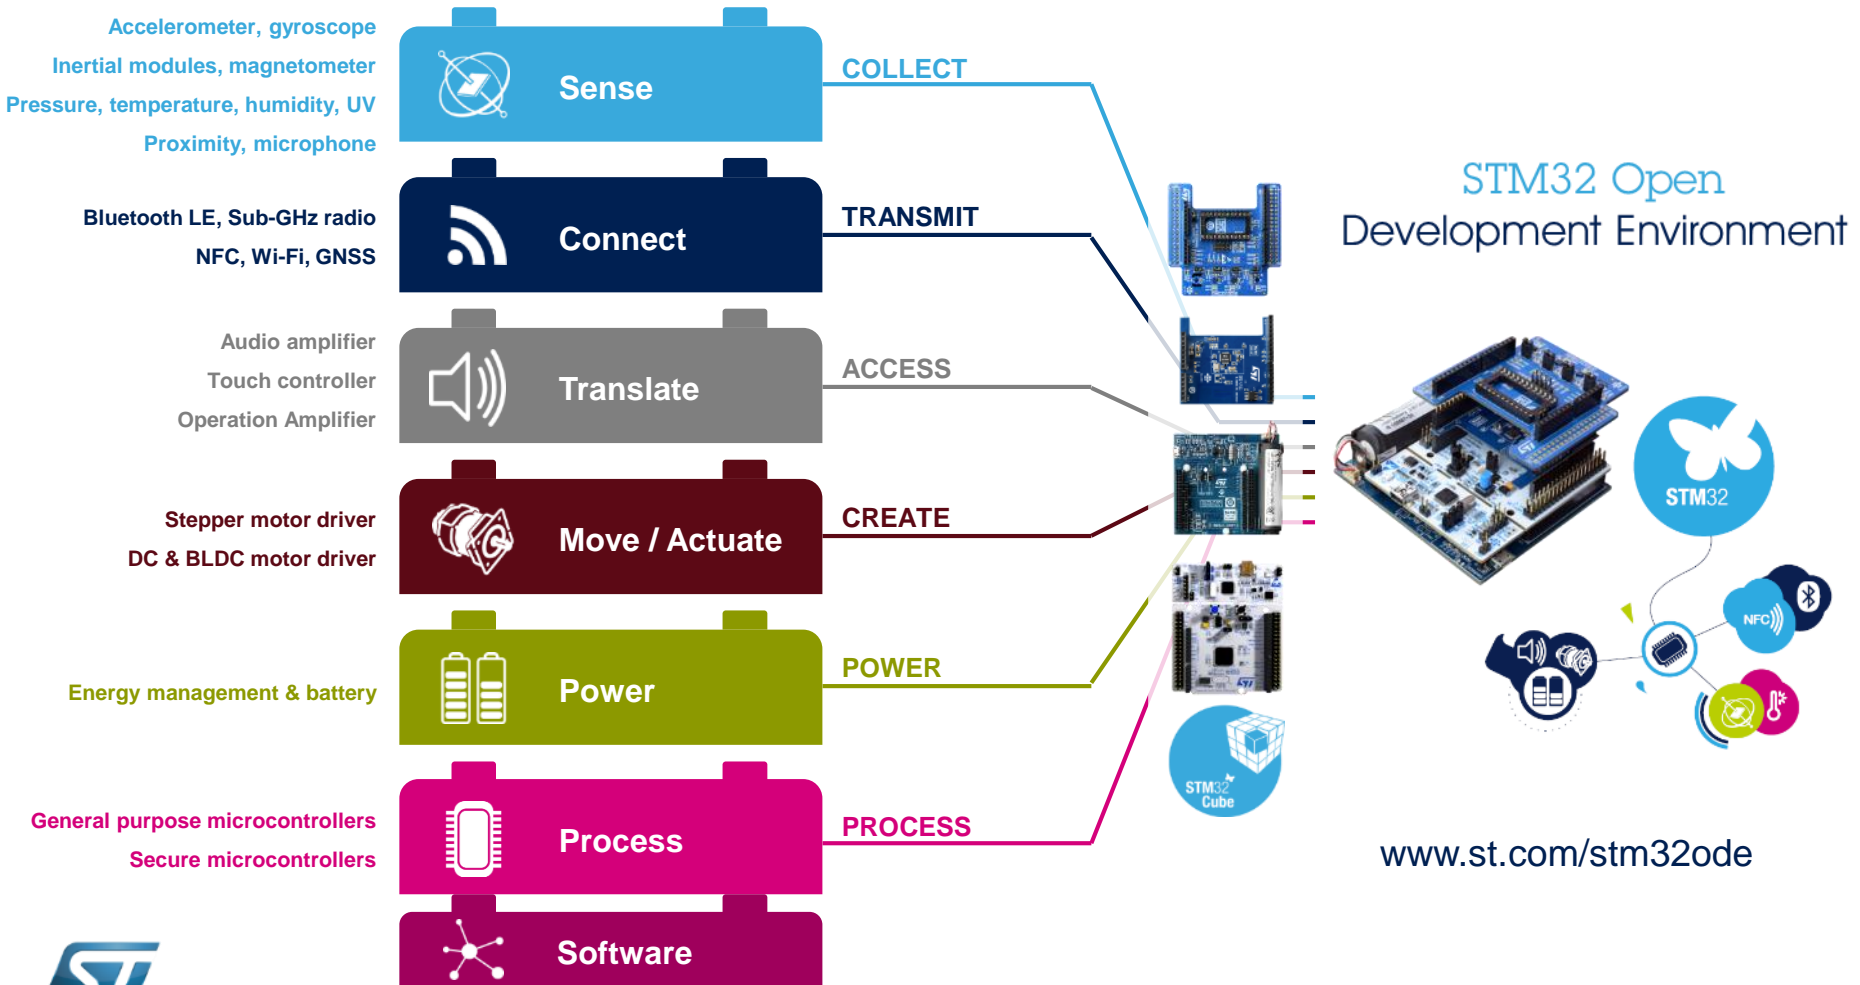 Accelerometer, gyroscope
Inertial modules, magnetometer
Pressure, temperature, humidity, UV
Proximity, microphone
Sense
COLLECT
Bluetooth LE, Sub-GHz radio
NFC, Wi-Fi, GNSS
Connect
TRANSMIT
Audio amplifier
Touch controller
Operation Amplifier
Translate
ACCESS
Stepper motor driver
DC & BLDC motor driver
Move / Actuate
CREATE
Energy management & battery
Power
POWER
General purpose microcontrollers
Secure microcontrollers
Process
PROCESS
Software
STM32
Cube
STM32 Open
Development Environment
STM32
NFC
www.st.com/stm32ode
ST